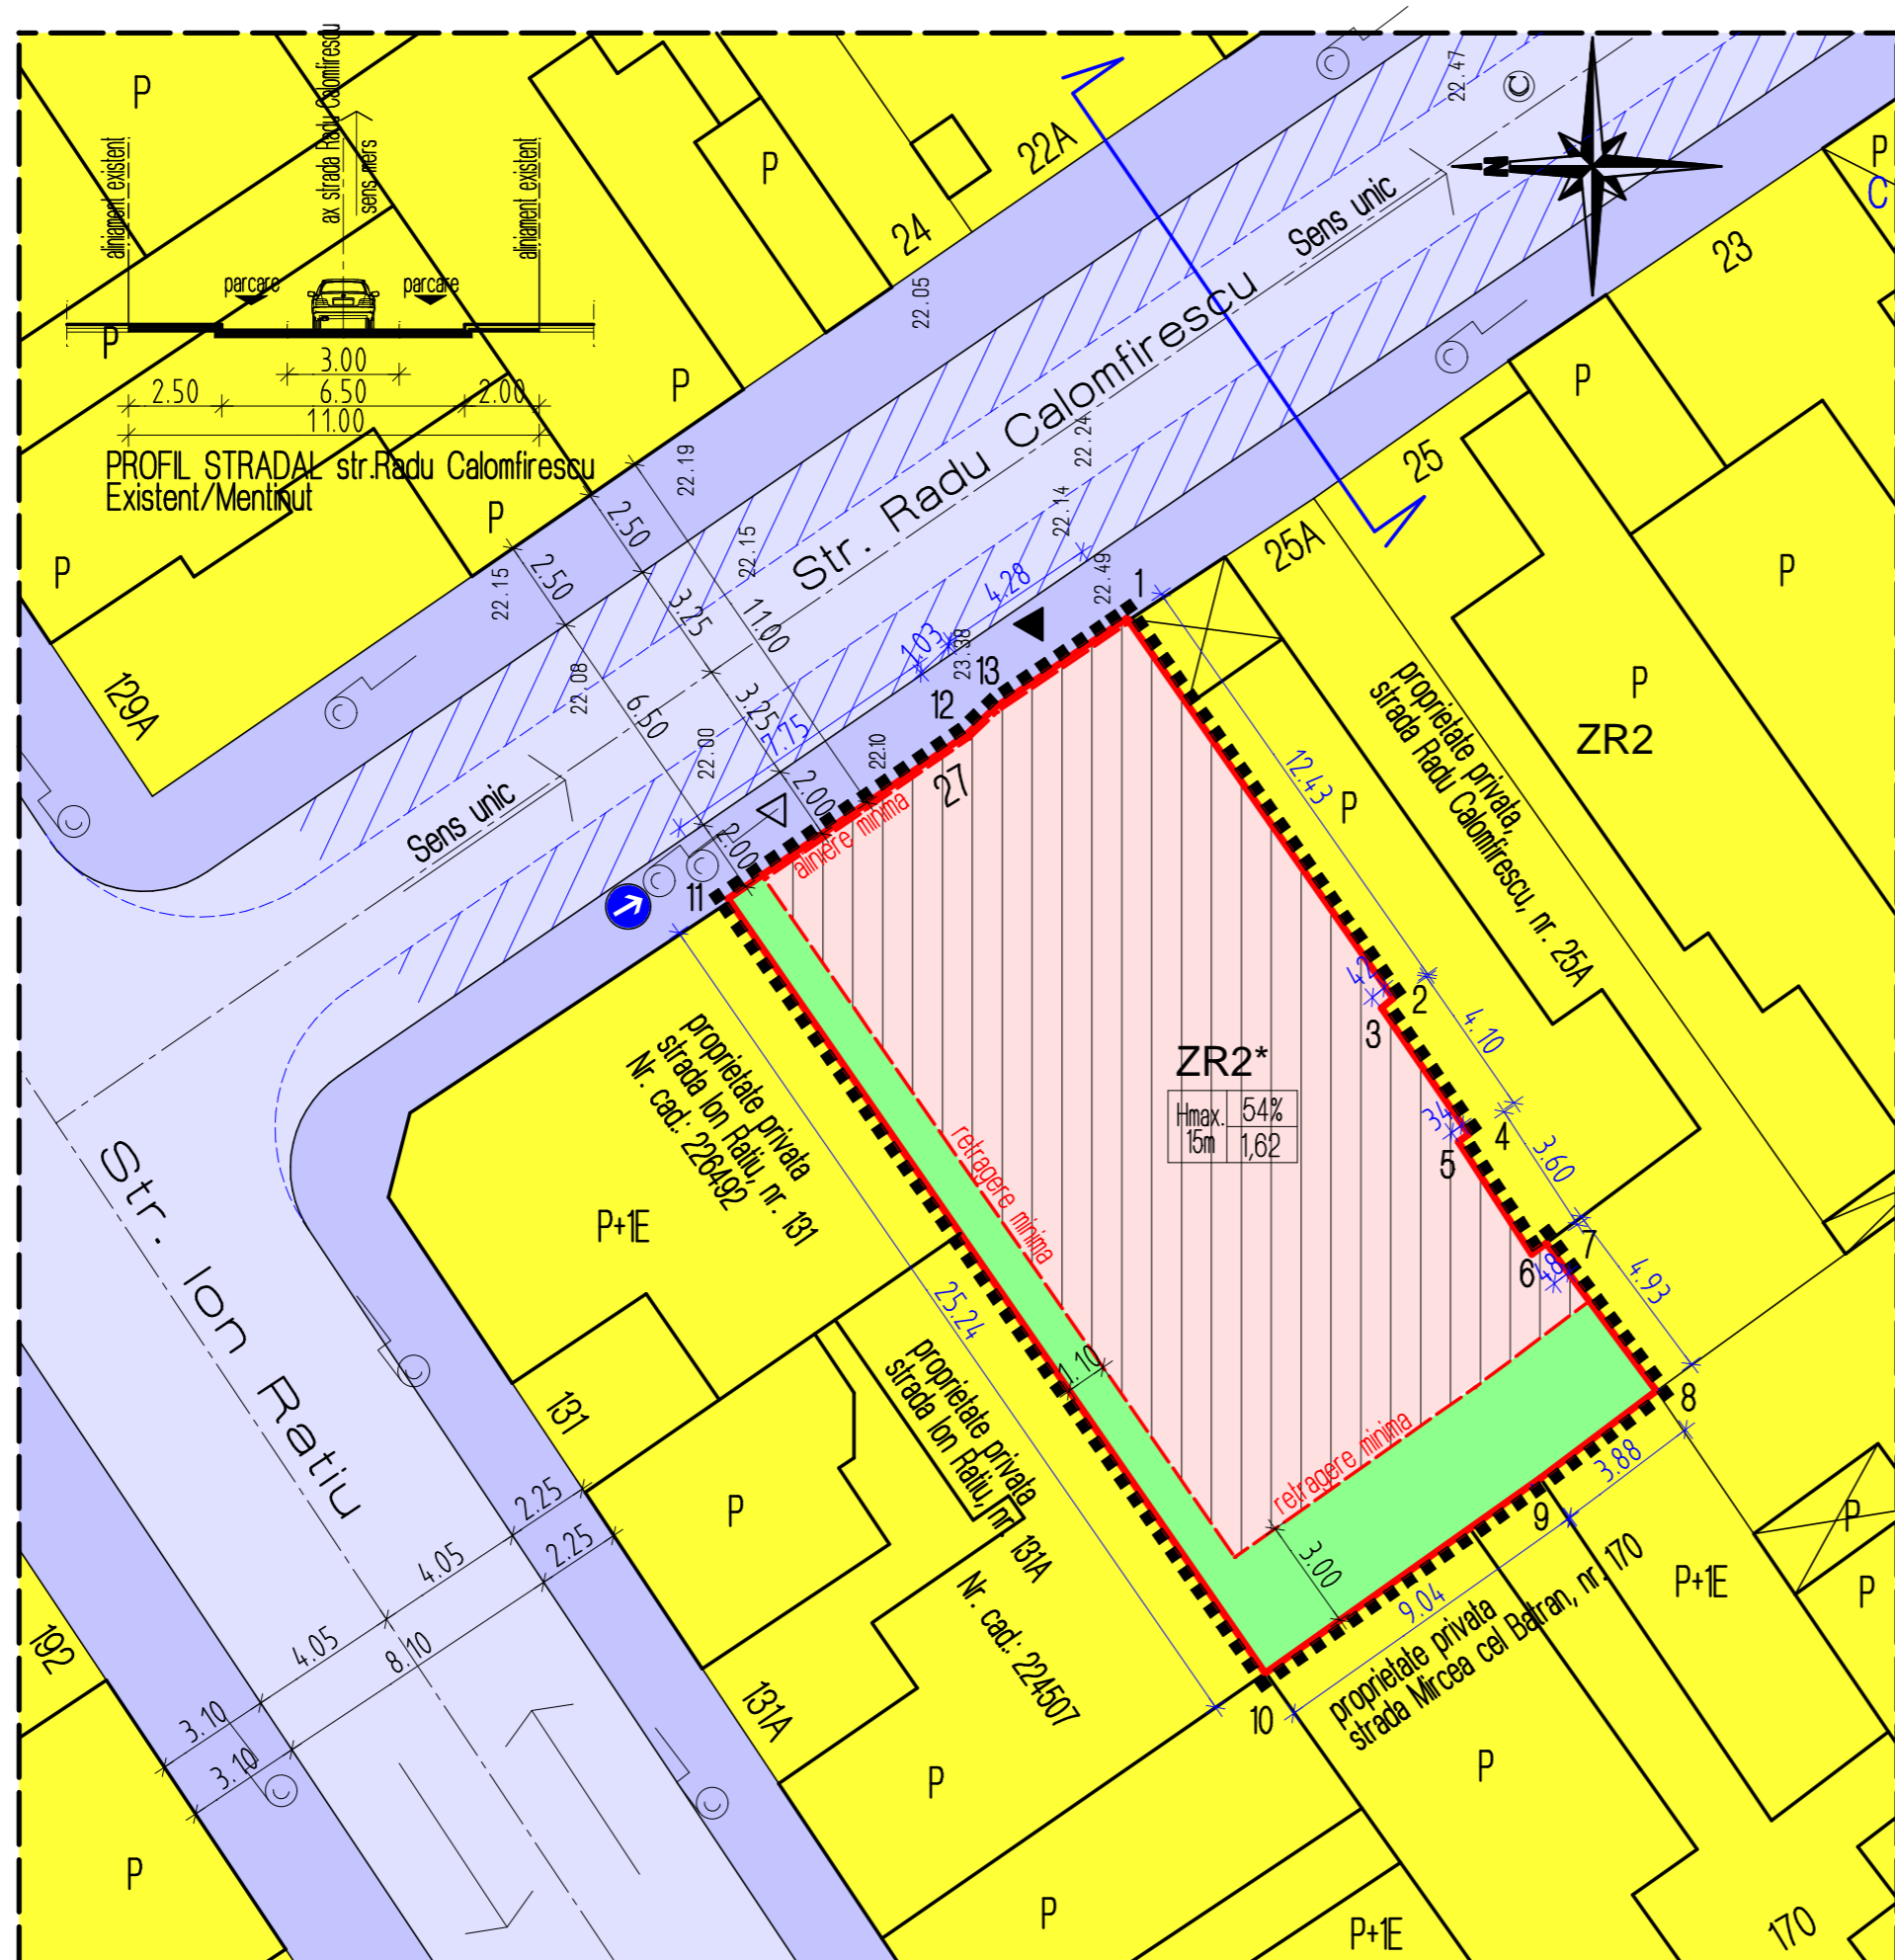 P
aliniament existent
ax strada Radu Calomfirescu
sens mers
aliniament existent
parcare
parcare
P
3.00
2.50
6.50
2.00
11.00
PROFIL STRADAL str.Radu Calomfirescu
Existent/Mentinut
P
P
P
P
22A
24
22.05
22.47
C
N
P
C
23
Sens unic
Str. Radu Calomfirescu
22.19
22.15
22.24
22.14
22.49
22.15
22.08
22.00
22.10
23.38
2.50
2.50
3.25
11.00
6.50
3.25
2.00
2.00
7.75
1.03
4.28
25
25A
P
P
P
ZR2
P
129A
Sens unic
1
2
3
4
5
6
7
8
9
10
11
12
13
27
aliniere minima
12.43
42
4.10
34
3.60
48
4.93
3.88
9.04
25.24
1.10
3.00
proprietate privata,
strada Radu Calomfirescu, nr. 25A
proprietate privata
strada Ion Ratiu, nr. 131
Nr. cad.: 226492
ZR2*
Hmax. 54%
15m 1,62
retragere minima
retragere minima
P+1E
Str. Ion Ratiu
131
proprietate privata
strada Ion Ratiu, nr. 131A
Nr. cad.: 224507
P
2.25
2.25
4.05
4.05
8.10
3.10
3.10
192
131A
proprietate privata
strada Mircea cel Batran, nr. 170
P+1E
P
P
P
P
P
P
P+1E
170